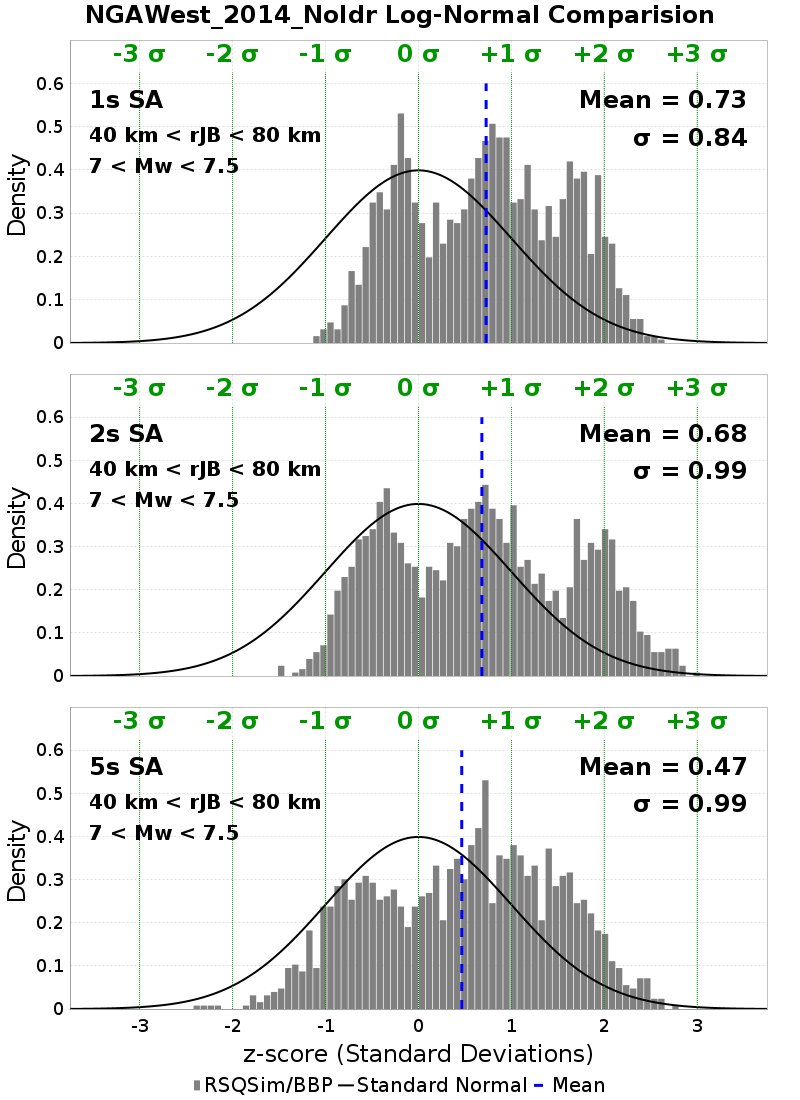 NGAWest_2014_NoIdr Log-Normal Comparision
-3 σ -2 σ -1 σ 0 σ +1 σ +2 σ +3 σ
0.6
1s SA Mean = 0.73
0.5
40 km < rJB < 80 km σ = 0.84
7 < Mw < 7.5
0.4
Density
0.3
0.2
0.1
0
-3 σ -2 σ -1 σ 0 σ +1 σ +2 σ +3 σ
0.6
2s SA Mean = 0.68
0.5
40 km < rJB < 80 km σ = 0.99
7 < Mw < 7.5
0.4
Density
0.3
0.2
0.1
0
-3 σ -2 σ -1 σ 0 σ +1 σ +2 σ +3 σ
0.6
5s SA Mean = 0.47
0.5
40 km < rJB < 80 km σ = 0.99
7 < Mw < 7.5
0.4
Density
0.3
0.2
0.1
0
-3 -2 -1 0 1 2 3
z-score (Standard Deviations)
RSQSim/BBP Standard Normal Mean